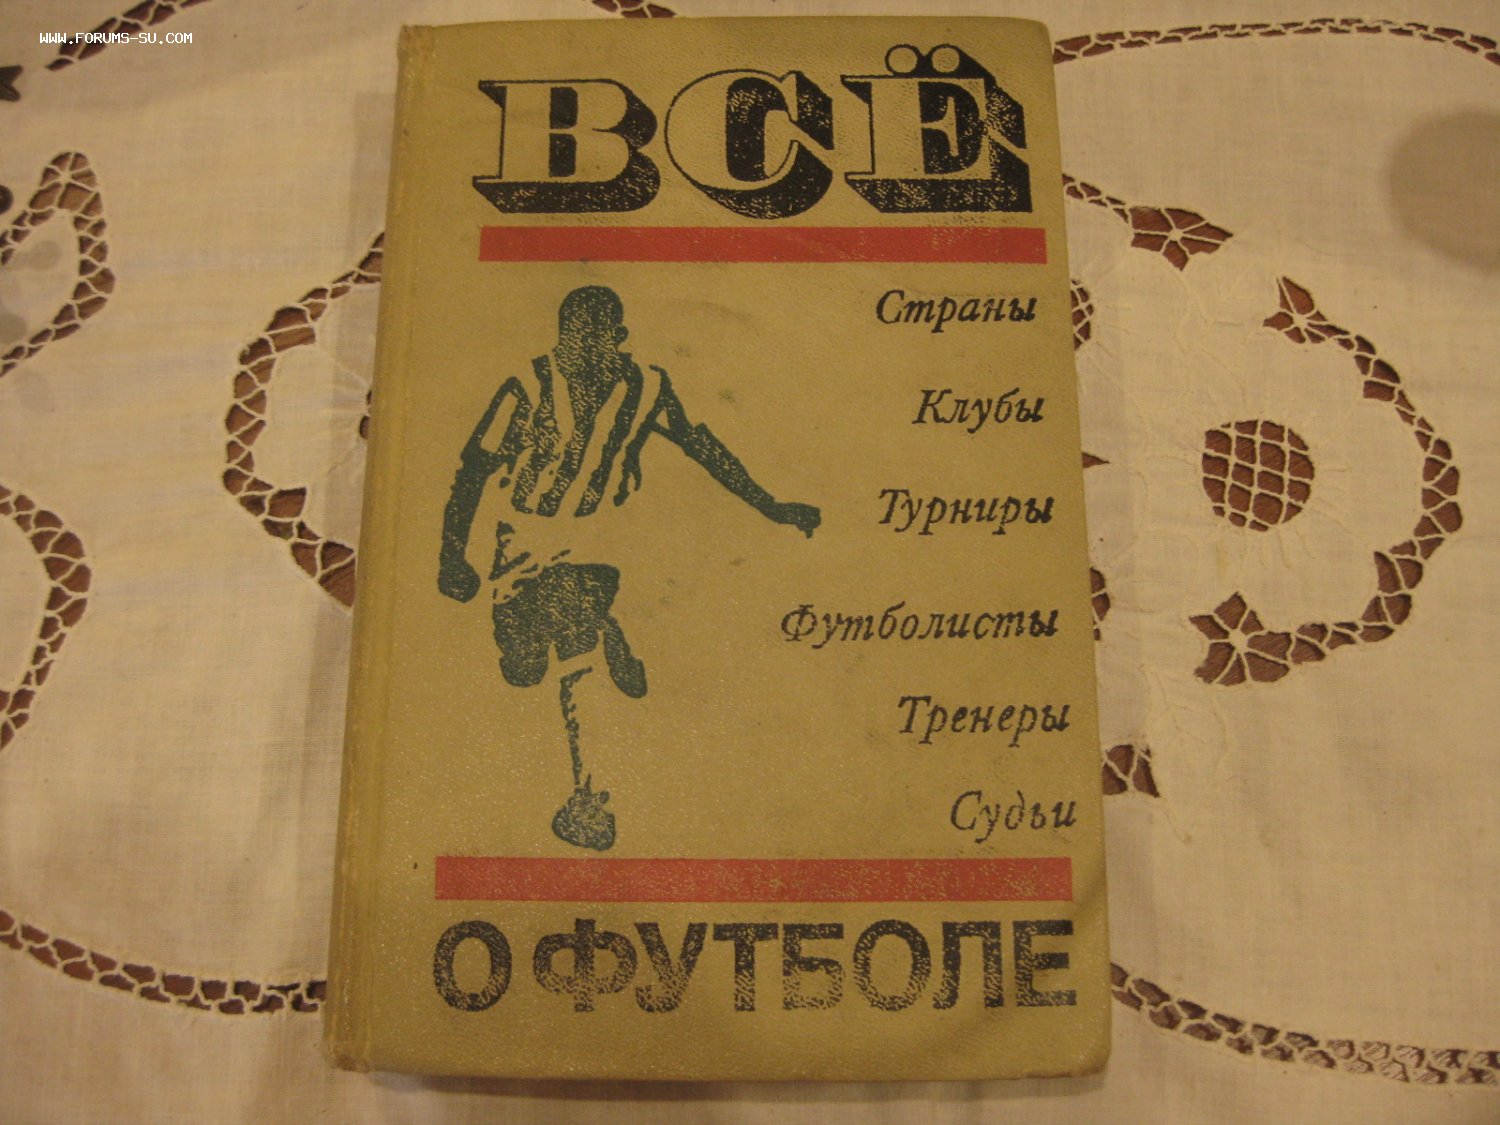 WWW.FORUMS-SU.COM
ВСЁ
Страны
Клубы
Турниры
Футболисты
Тренеры
Судьи
О ФУТБОЛЕ